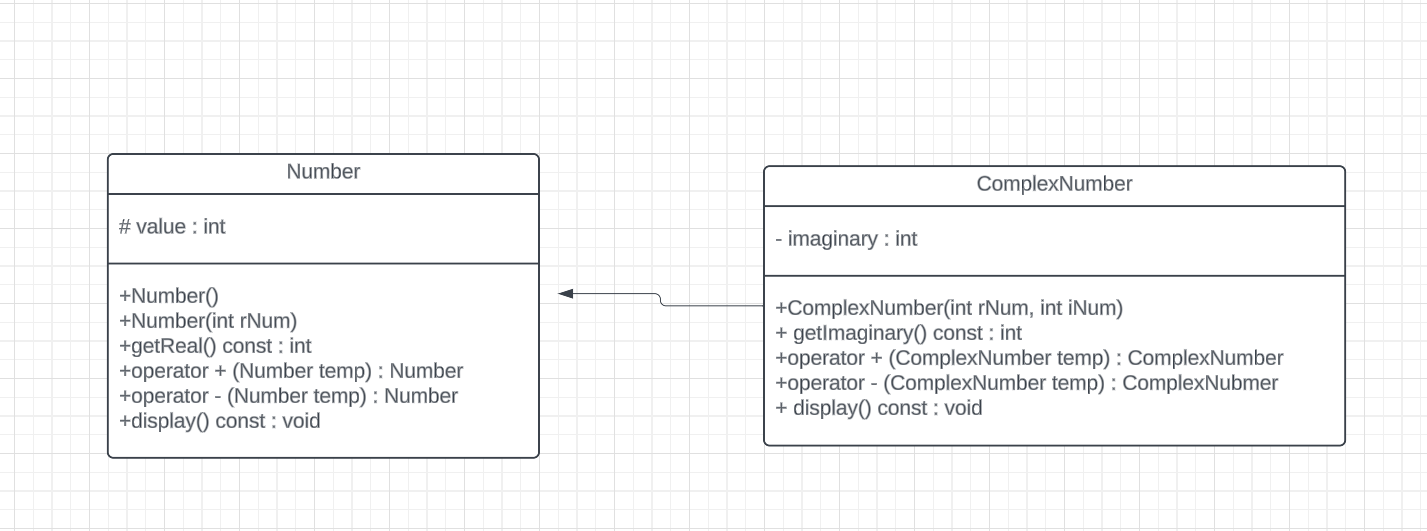 Number
# value : int
+Number()
+Number(int rNum)
+getReal() const : int
+operator + (Number temp) : Number
+operator - (Number temp) : Number
+display() const : void
ComplexNumber
- imaginary : int
+ComplexNumber(int rNum, int iNum)
+ getImaginary() const : int
+operator + (ComplexNumber temp) : ComplexNumber
+operator - (ComplexNumber temp) : ComplexNubmer
+ display() const : void